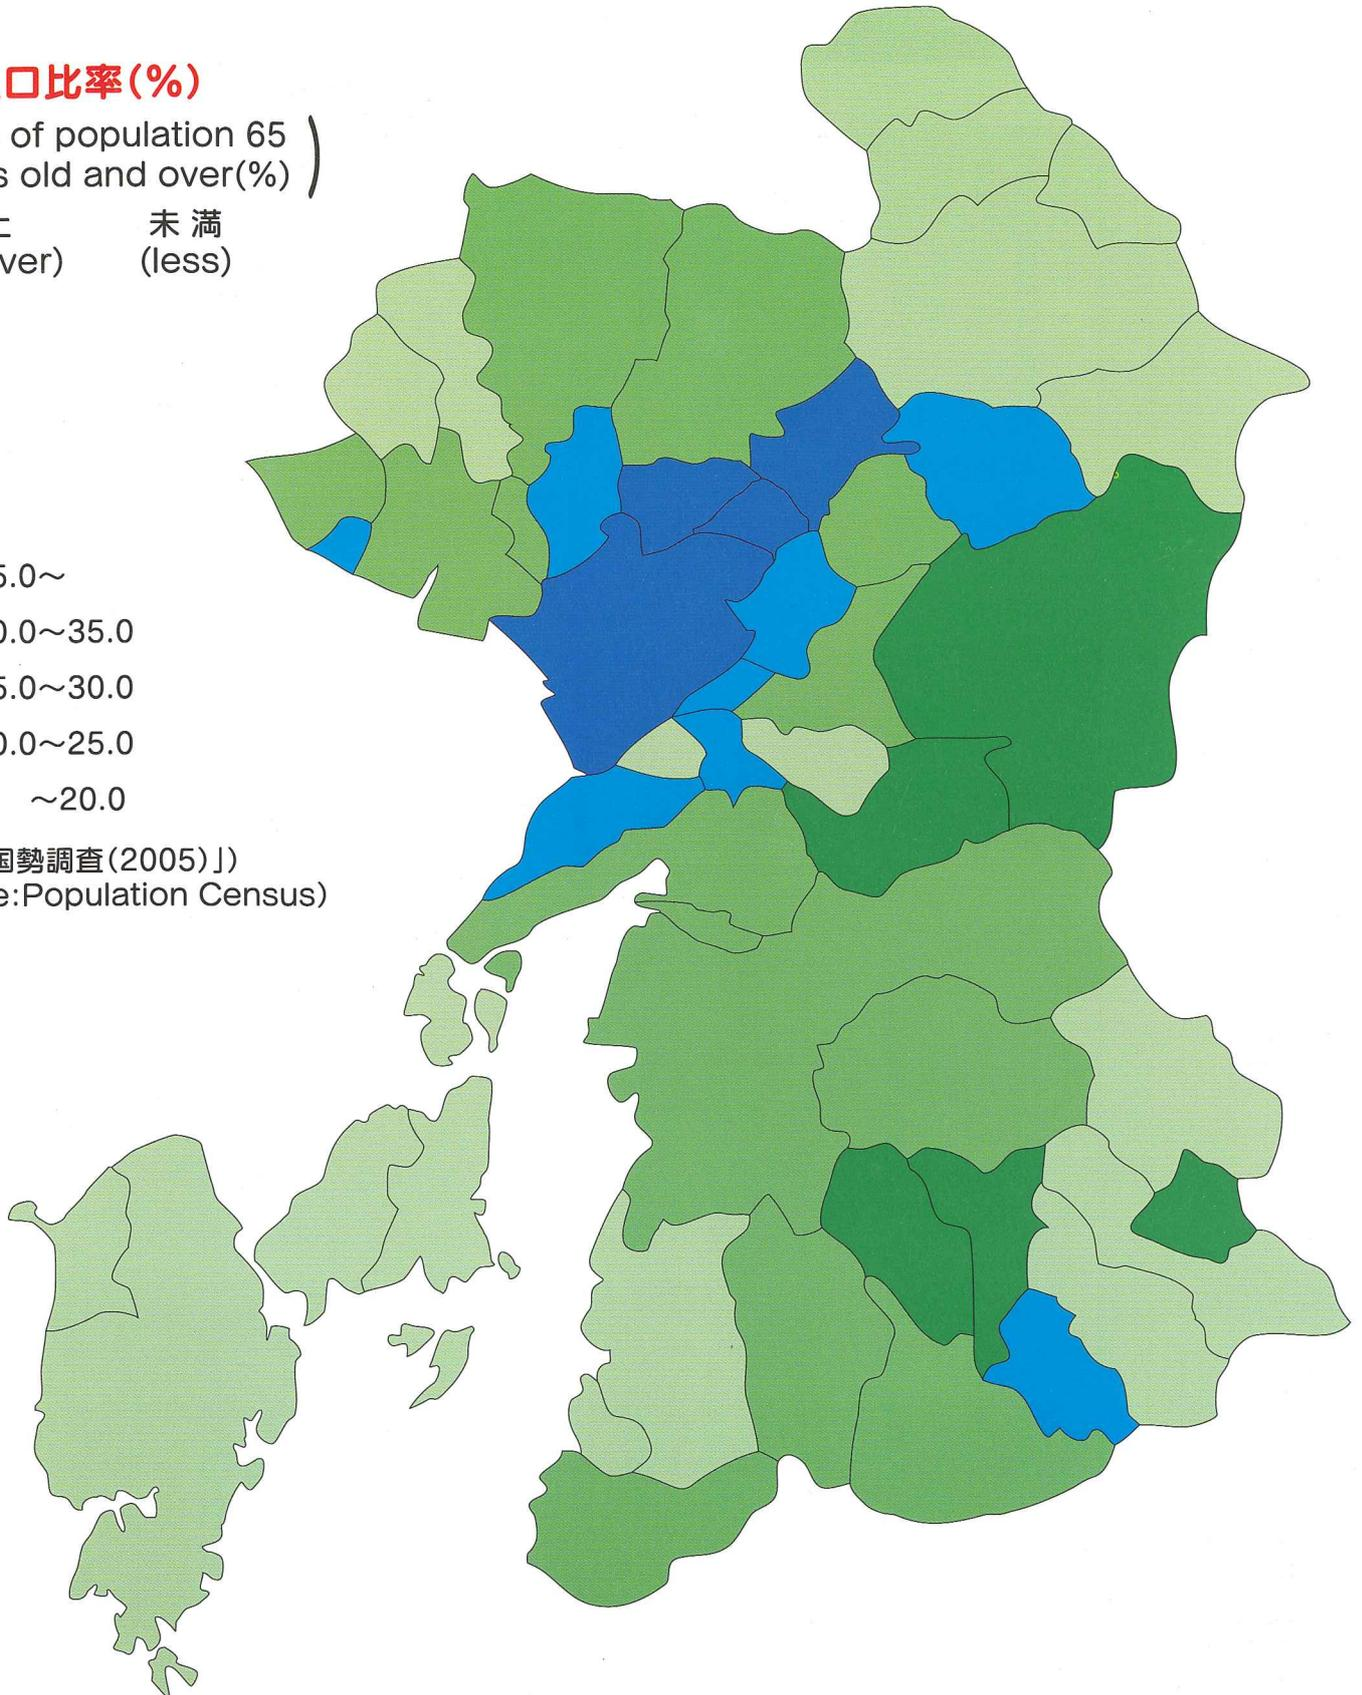 口比率(%)
of population 65
s old and over(%)
上 未 満
ver) (less)
5.0～
0.0～35.0
5.0～30.0
0.0～25.0
～20.0
国勢調査(2005)」)
e:Population Census)